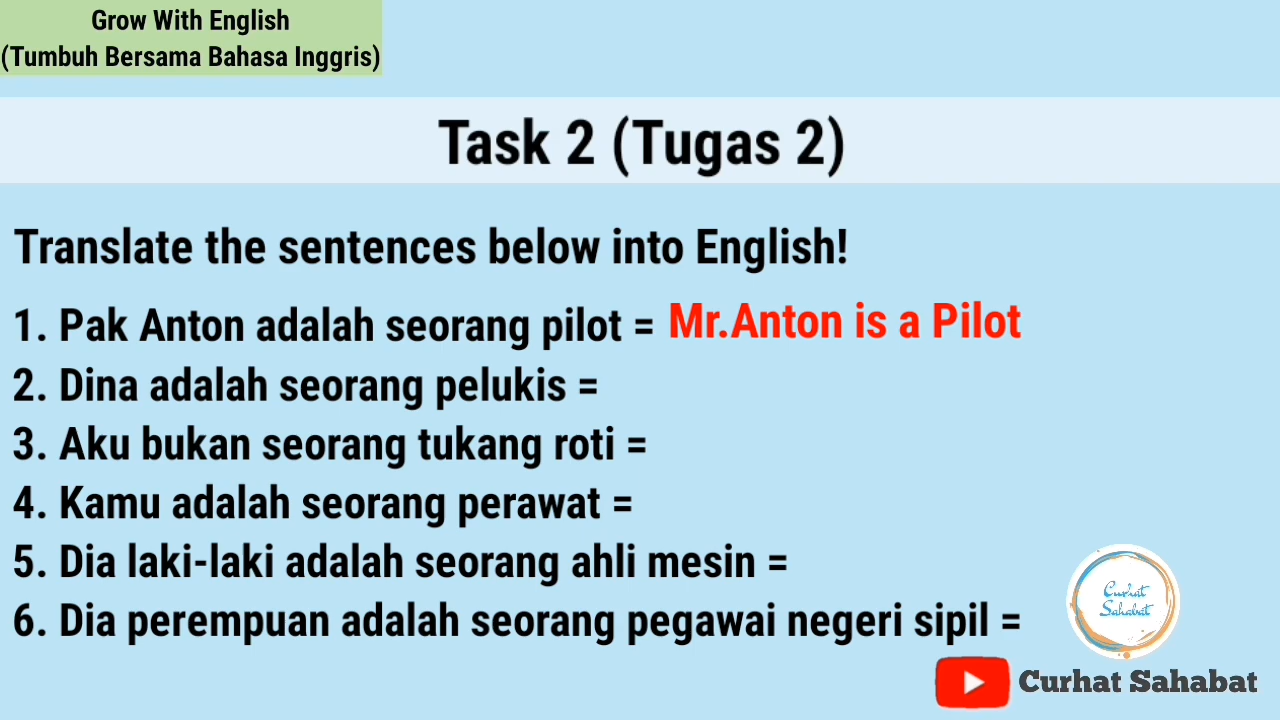 Grow With English
(Tumbuh Bersama Bahasa Inggris)
Task 2 (Tugas 2)
Translate the sentences below into English!
1. Pak Anton adalah seorang pilot = Mr.Anton is a Pilot
2. Dina adalah seorang pelukis =
3. Aku bukan seorang tukang roti =
4. Kamu adalah seorang perawat =
5. Dia laki-laki adalah seorang ahli mesin =
6. Dia perempuan adalah seorang pegawai negeri sipil =
Curhat
Sahabat
Curhat Sahabat